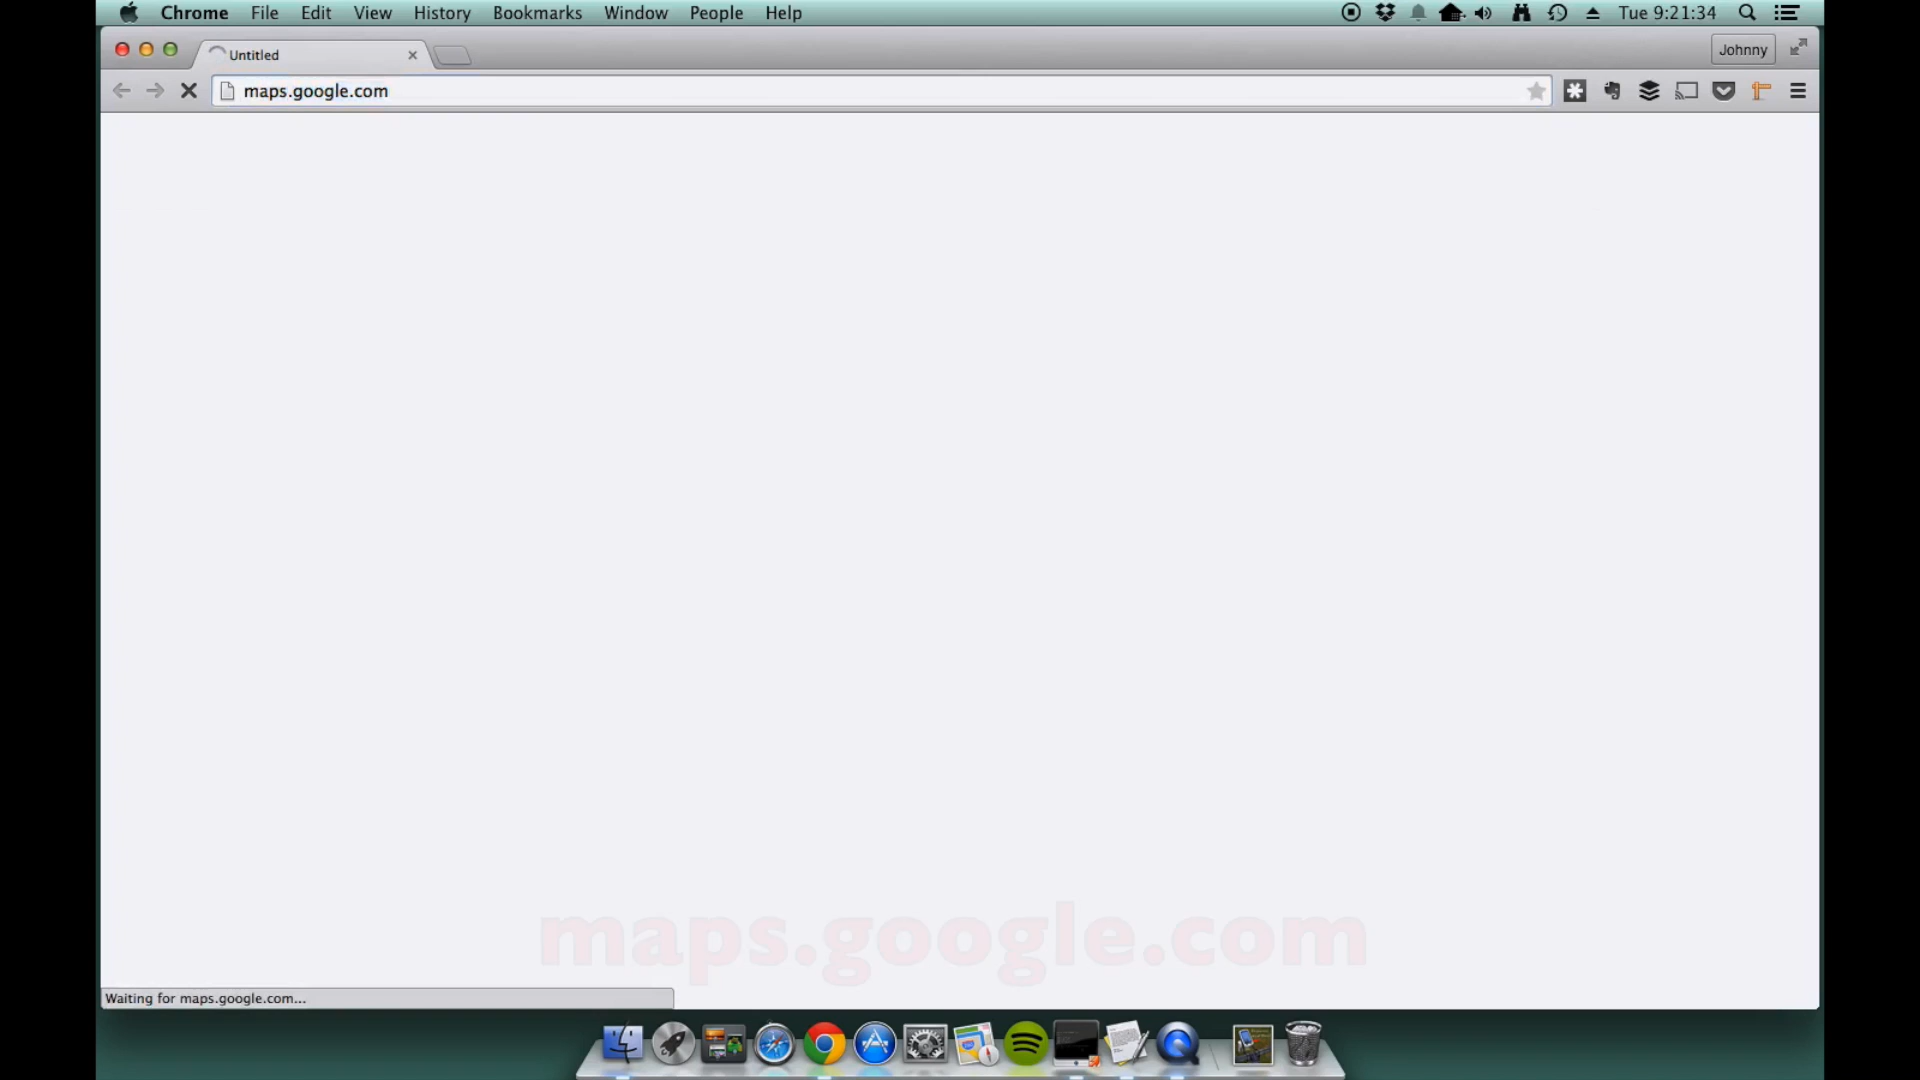 Chrome File Edit View History Bookmarks Window People Help Tue 9:21:34
Untitled Johnny
maps.google.com
maps.google.com
Waiting for maps.google.com...